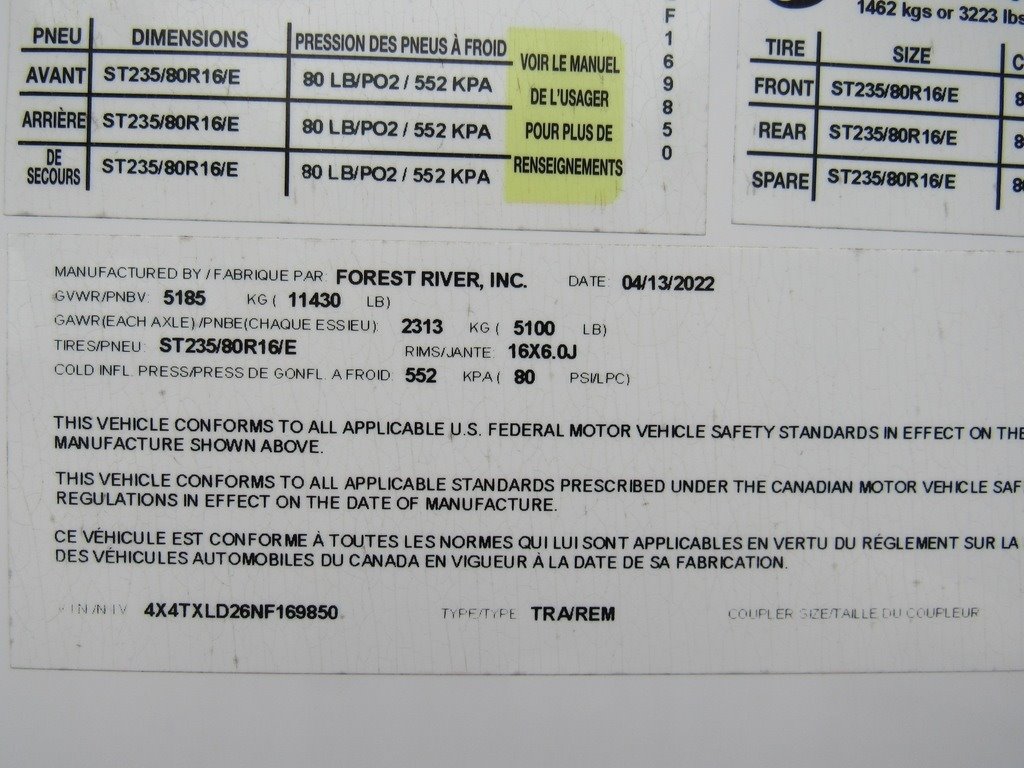 PNEU DIMENSIONS PRESSION DES PNEUS À FROID
AVANT ST235/80R16/E 80 LB/PO2 / 552 KPA
ARRIÈRE ST235/80R16/E 80 LB/PO2 / 552 KPA
DE SECOURS ST235/80R16/E 80 LB/PO2 / 552 KPA
VOIR LE MANUEL
DE L'USAGER
POUR PLUS DE
RENSEIGNEMENTS
F
1
6
9
8
5
0
1462 kgs or 3223 lbs
TIRE SIZE C
FRONT ST235/80R16/E 8
REAR ST235/80R16/E 8
SPARE ST235/80R16/E 8
MANUFACTURED BY / FABRIQUE PAR FOREST RIVER, INC. DATE: 04/13/2022
GVWR/PNBV: 5185 KG ( 11430 LB)
GAWR(EACH AXLE) /PNBE(CHAQUE ESSIEU): 2313 KG ( 5100 LB)
TIRES/PNEU: ST235/80R16/E RIMS/JANTE: 16X6.0J
COLD INFL. PRESS/PRESS DE GONFL. A FROID: 552 KPA ( 80 PSI/LPC)
THIS VEHICLE CONFORMS TO ALL APPLICABLE U.S. FEDERAL MOTOR VEHICLE SAFETY STANDARDS IN EFFECT ON THE
MANUFACTURE SHOWN ABOVE.
THIS VEHICLE CONFORMS TO ALL APPLICABLE STANDARDS PRESCRIBED UNDER THE CANADIAN MOTOR VEHICLE SAF
REGULATIONS IN EFFECT ON THE DATE OF MANUFACTURE.
CE VÉHICULE EST CONFORME À TOUTES LES NORMES QUI LUI SONT APPLICABLES EN VERTU DU RÉGLEMENT SUR LA
DES VÉHICULES AUTOMOBILES DU CANADA EN VIGUEUR À LA DATE DE SA FABRICATION.
VIN/NIV 4X4TXLD26NF169850 TYPE/TYPE TRA/REM COUPLER SIZE/TAILLE DU COUPLEUR